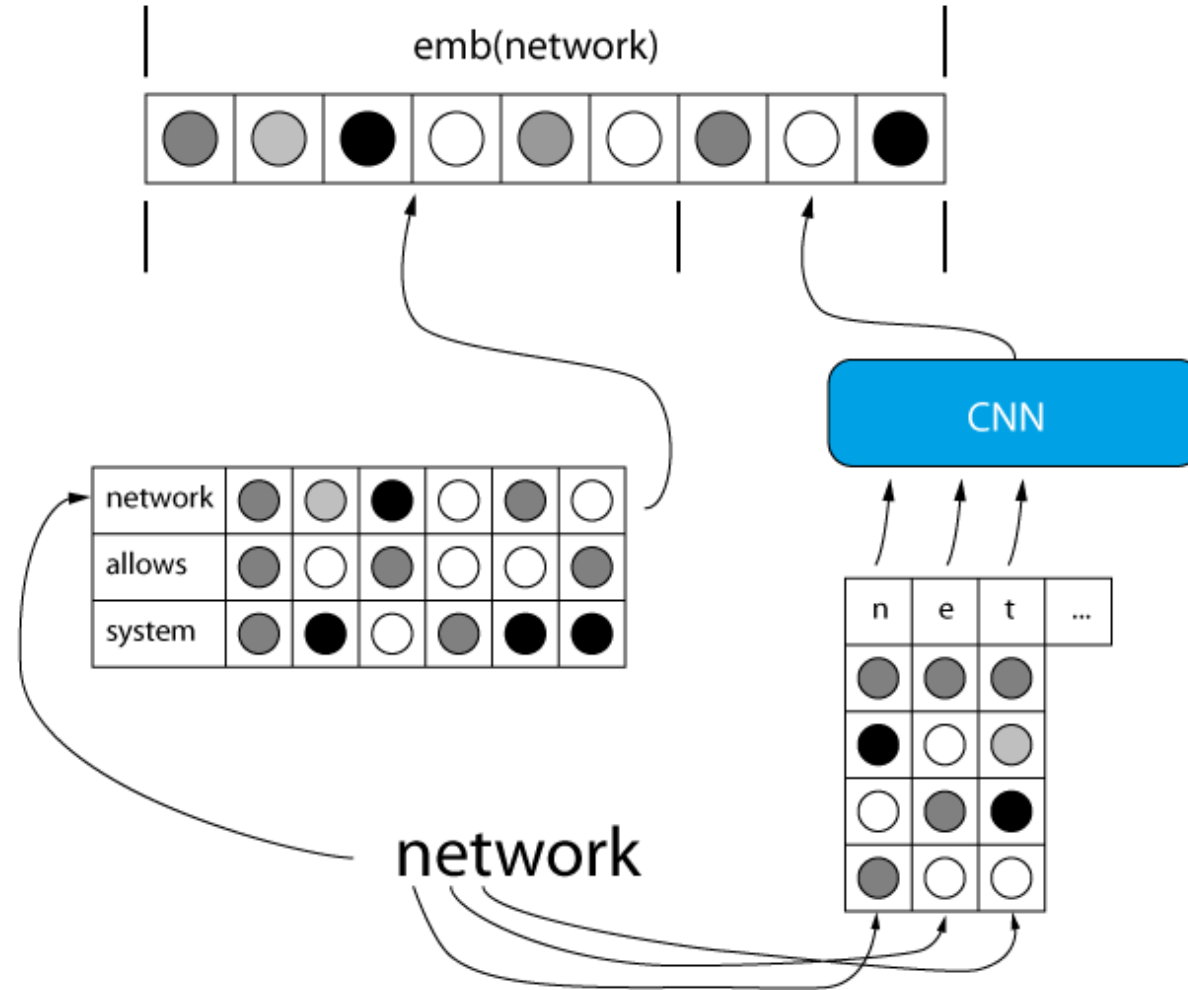 emb(network)
CNN
network
allows
system
n e t ...
network